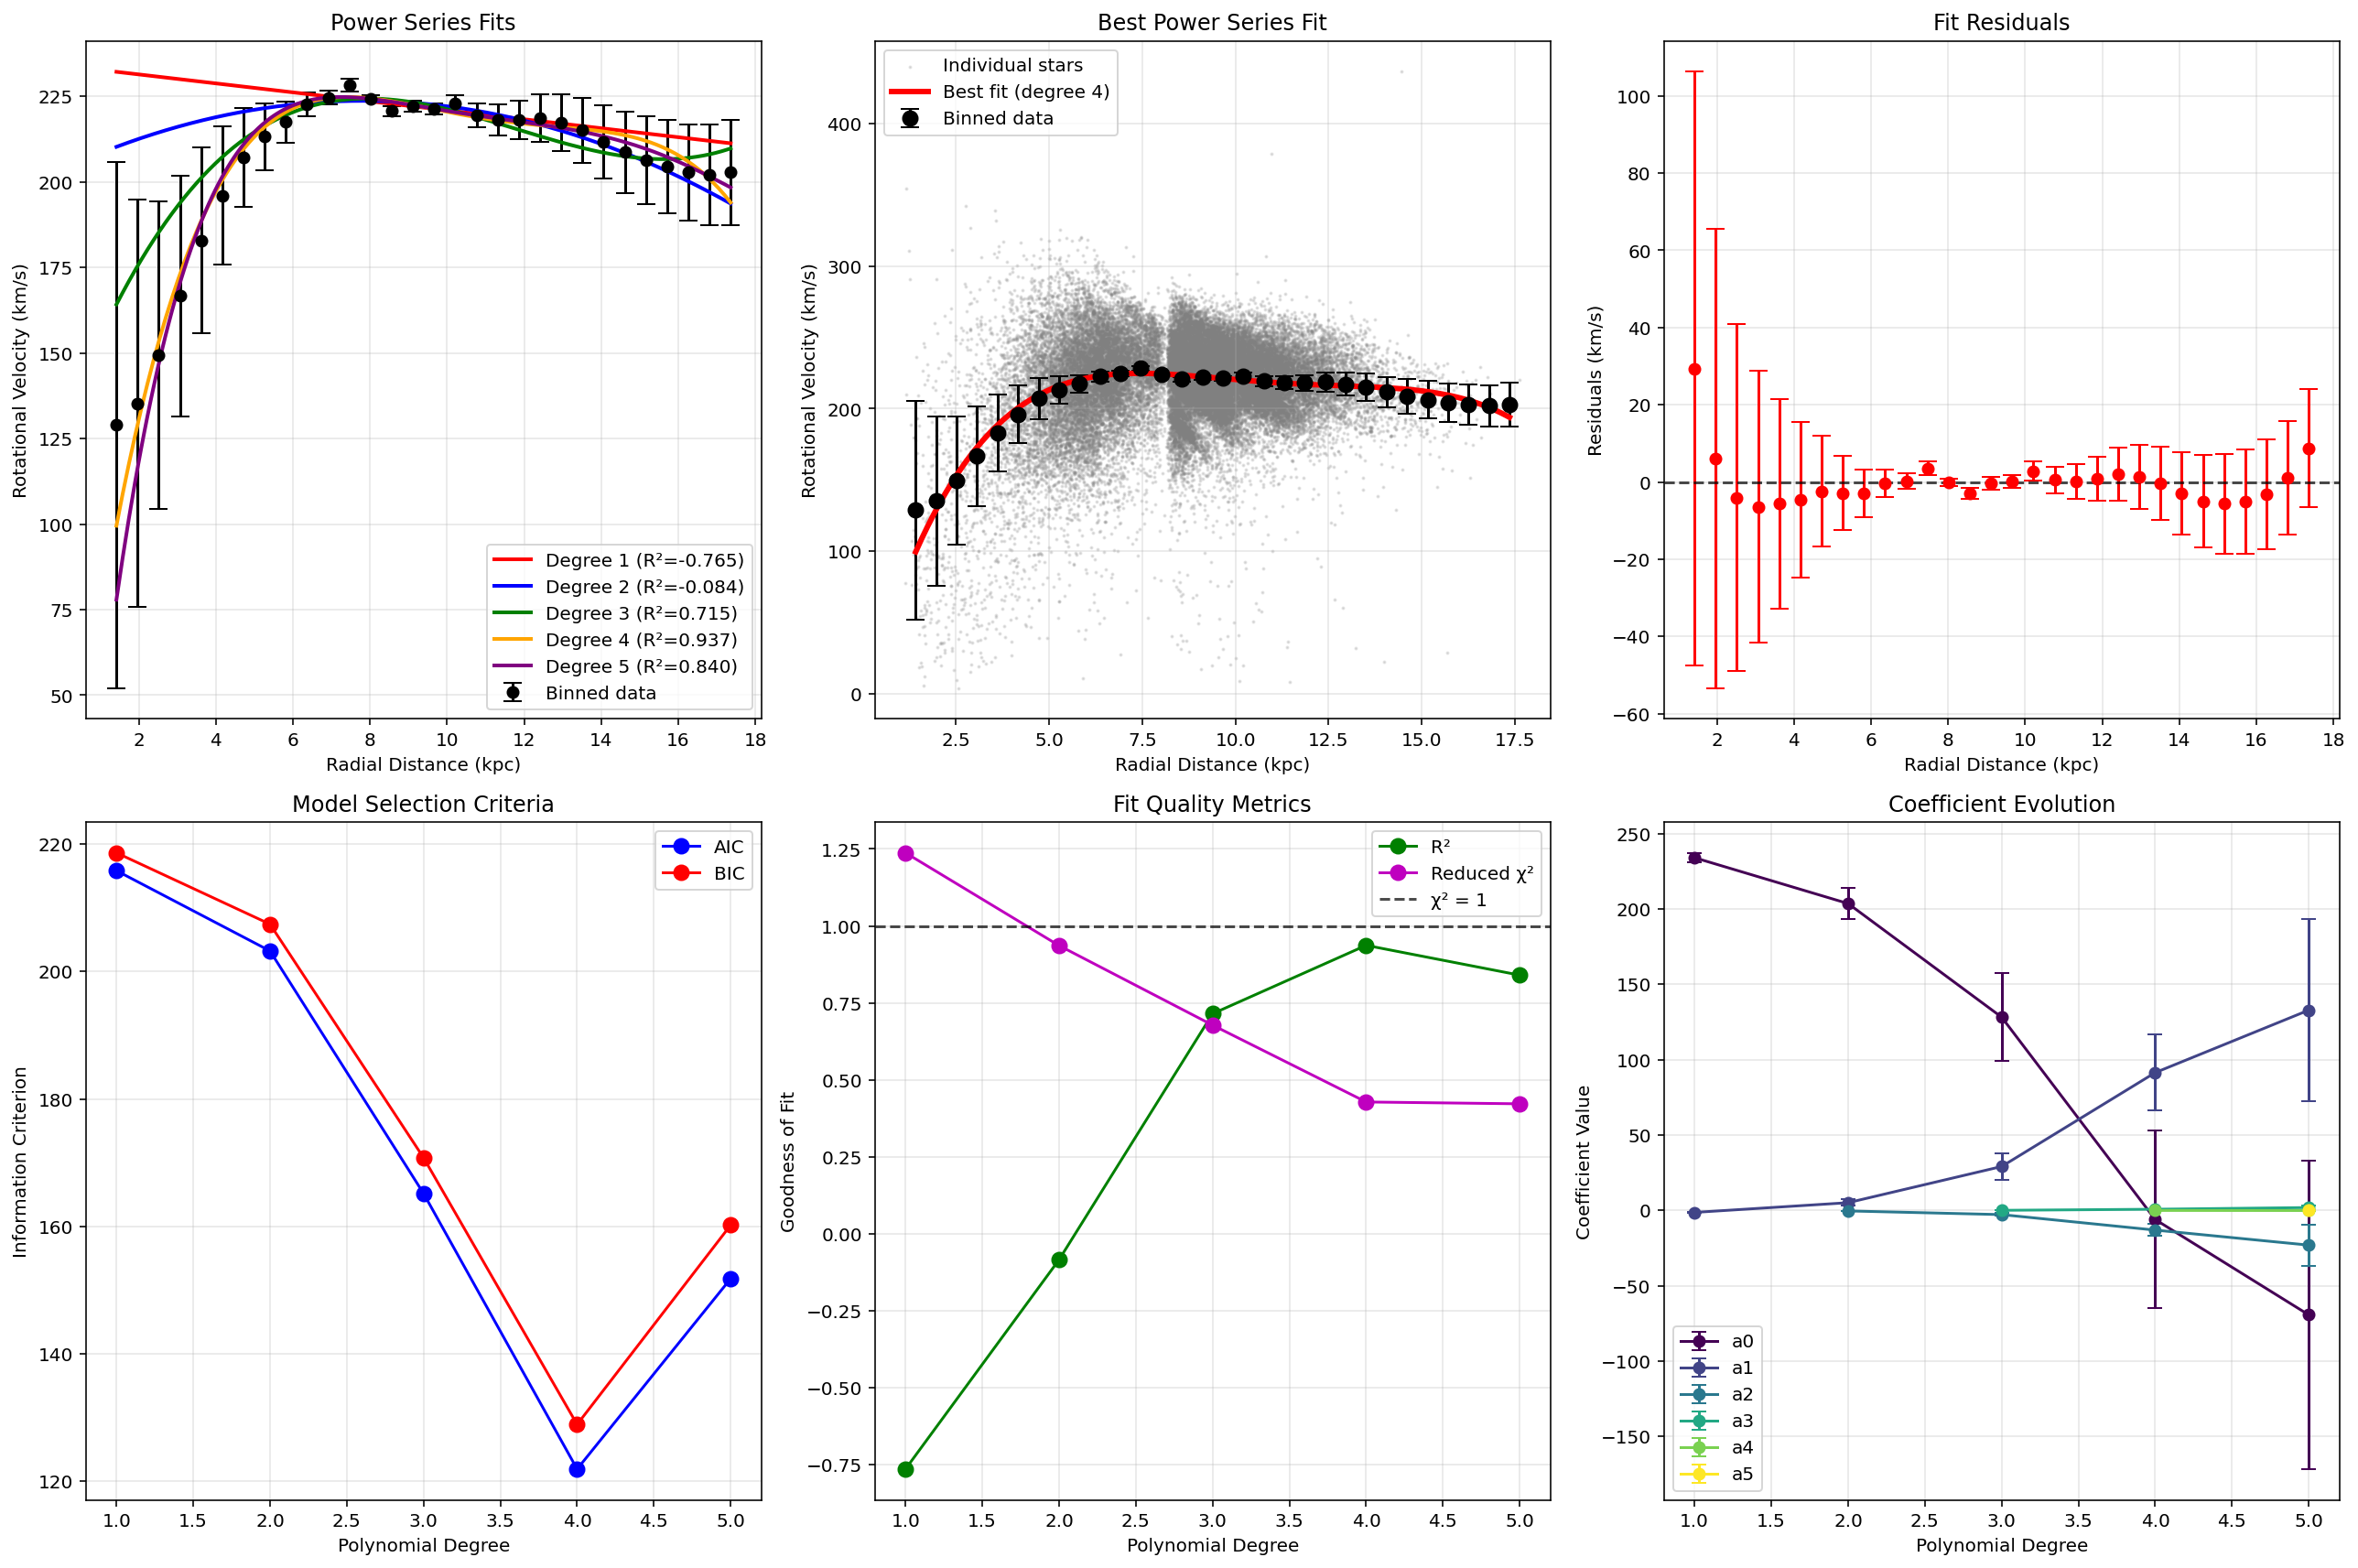 Power Series Fits
Rotational Velocity (km/s)
225
200
175
150
125
100
75
50
Degree 1 (R²=-0.765)
Degree 2 (R²=-0.084)
Degree 3 (R²=0.715)
Degree 4 (R²=0.937)
Degree 5 (R²=0.840)
Binned data
2 4 6 8 10 12 14 16 18
Radial Distance (kpc)
Best Power Series Fit
Rotational Velocity (km/s)
Individual stars
Best fit (degree 4)
Binned data
400
300
200
100
0
2.5 5.0 7.5 10.0 12.5 15.0 17.5
Radial Distance (kpc)
Fit Residuals
Residuals (km/s)
100
80
60
40
20
0
−20
−40
−60
2 4 6 8 10 12 14 16 18
Radial Distance (kpc)
Model Selection Criteria
Information Criterion
AIC
BIC
220
200
180
160
140
120
1.0 1.5 2.0 2.5 3.0 3.5 4.0 4.5 5.0
Polynomial Degree
Fit Quality Metrics
Goodness of Fit
R²
Reduced χ²
χ² = 1
1.25
1.00
0.75
0.50
0.25
0.00
−0.25
−0.50
−0.75
1.0 1.5 2.0 2.5 3.0 3.5 4.0 4.5 5.0
Polynomial Degree
Coefficient Evolution
Coefficient Value
250
200
150
100
50
0
−50
−100
−150
a0
a1
a2
a3
a4
a5
1.0 1.5 2.0 2.5 3.0 3.5 4.0 4.5 5.0
Polynomial Degree